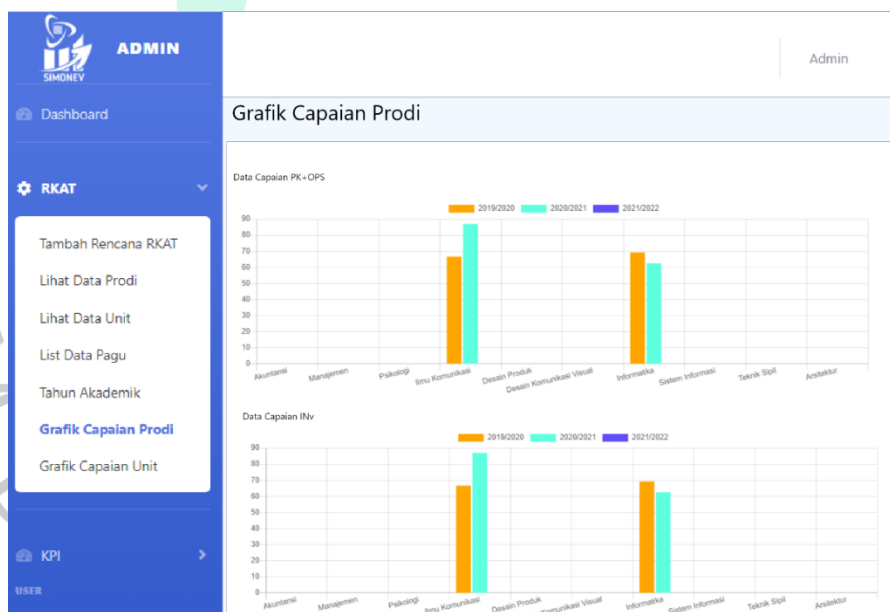 SIMONEV
ADMIN
Admin
Dashboard
RKAT
Tambah Rencana RKAT
Lihat Data Prodi
Lihat Data Unit
List Data Pagu
Tahun Akademik
Grafik Capaian Prodi
Grafik Capaian Unit
KPI
USER
Grafik Capaian Prodi
Data Capaian PK+OPS
2019/2020 2020/2021 2021/2022
90
80
70
60
50
40
30
20
10
0
Akuntansi Manajemen Psikologi Ilmu Komunikasi Desain Produk Desain Komunikasi Visual Informatika Sistem Informasi Teknik Sipil Arsitektur
Data Capaian INv
2019/2020 2020/2021 2021/2022
90
80
70
60
50
40
30
20
10
0
Akuntansi Manajemen Psikologi Ilmu Komunikasi Desain Produk Komunikasi Visual Informatika Sistem Informasi Teknik Sipil Arsitektur